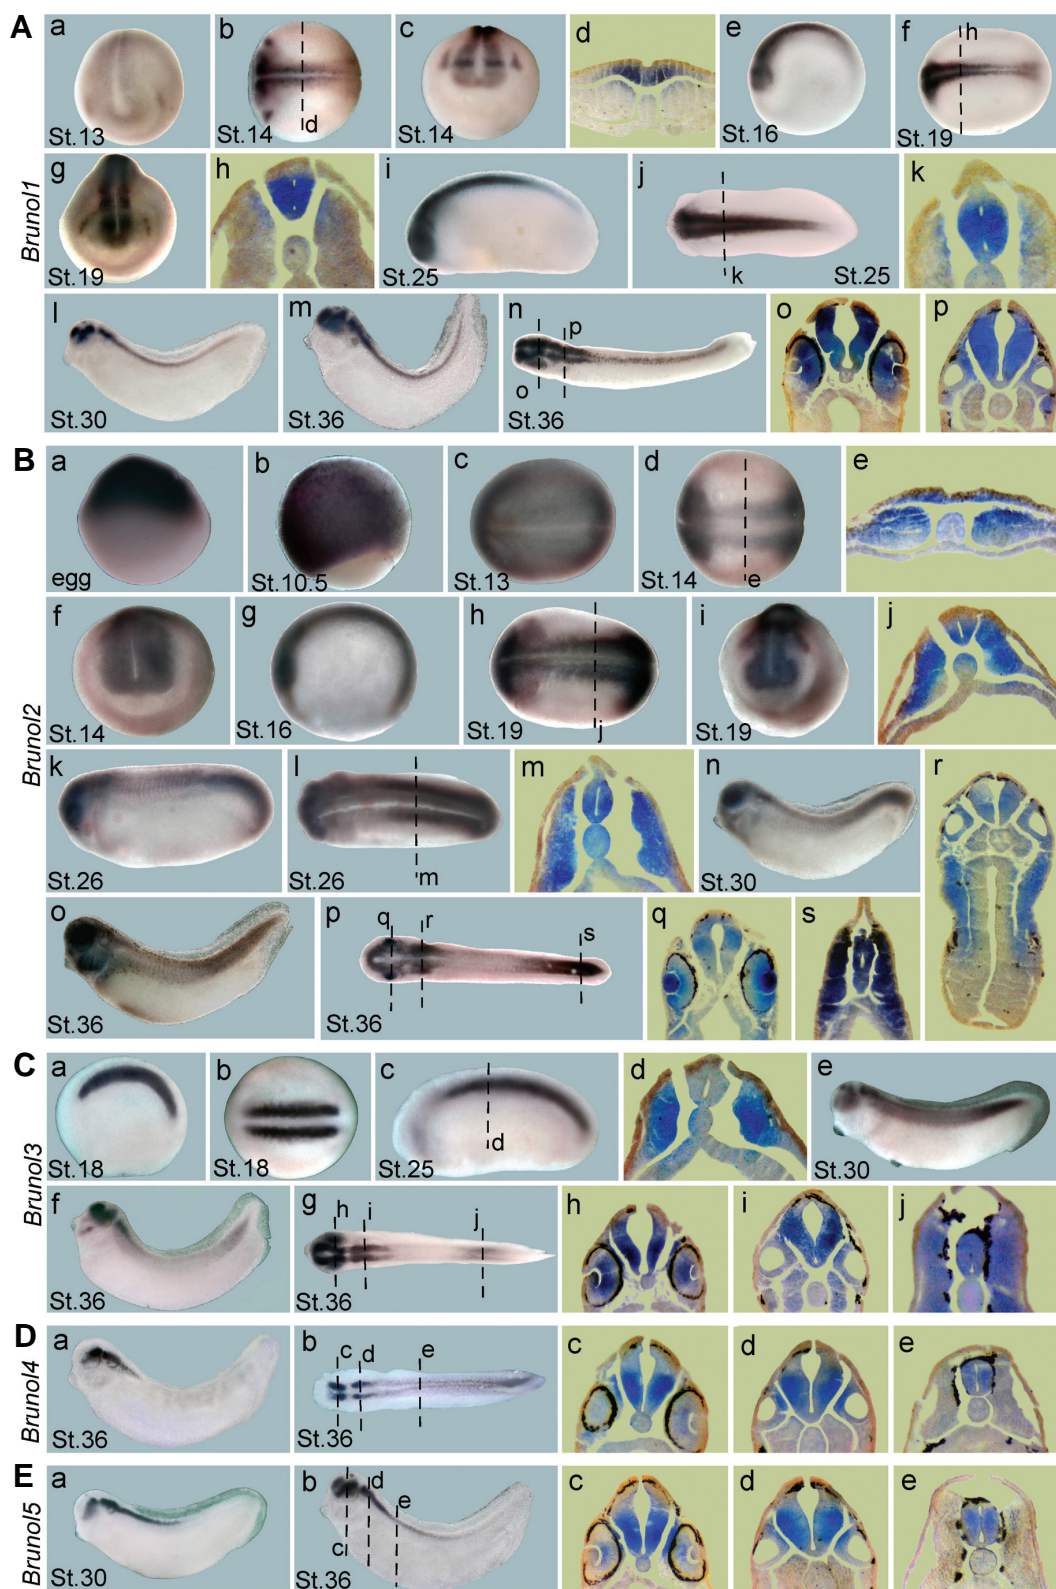 A
Brunol1
a St.13
b St.14 d
c St.14
d
e St.16
f St.19 h
g St.19
h
i St.25
j St.25 k
k
l St.30
m St.36
n St.36 o p
o
p
B
Brunol2
a egg
b St.10.5
c St.13
d St.14 e
e
f St.14
g St.16
h St.19 j
i St.19
j
k St.26
l St.26 m
m
n St.30
r
o St.36
p St.36 q r s
q
s
C
Brunol3
a St.18
b St.18
c St.25 d
d
e St.30
f St.36
g St.36 h i j
h
i
j
D
Brunol4
a St.36
b St.36 c d e
c
d
e
E
Brunol5
a St.30
b St.36 c d e
c
d
e